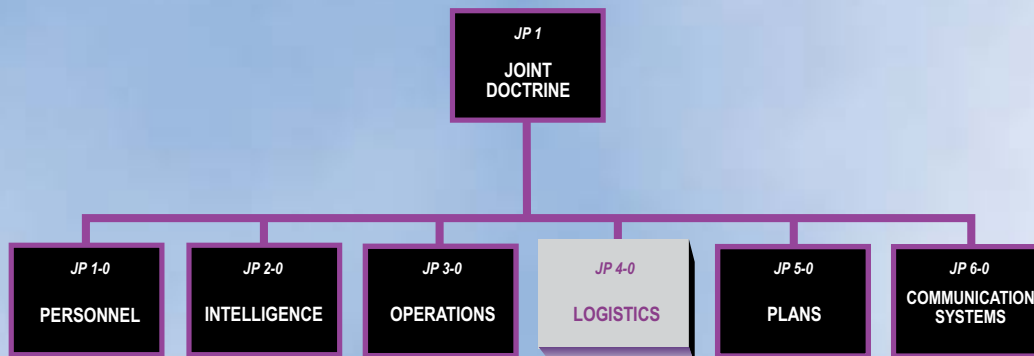 JP 1
JOINT
DOCTRINE
JP 1-0
PERSONNEL
JP 2-0
INTELLIGENCE
JP 3-0
OPERATIONS
JP 4-0
LOGISTICS
JP 5-0
PLANS
JP 6-0
COMMUNICATION
SYSTEMS